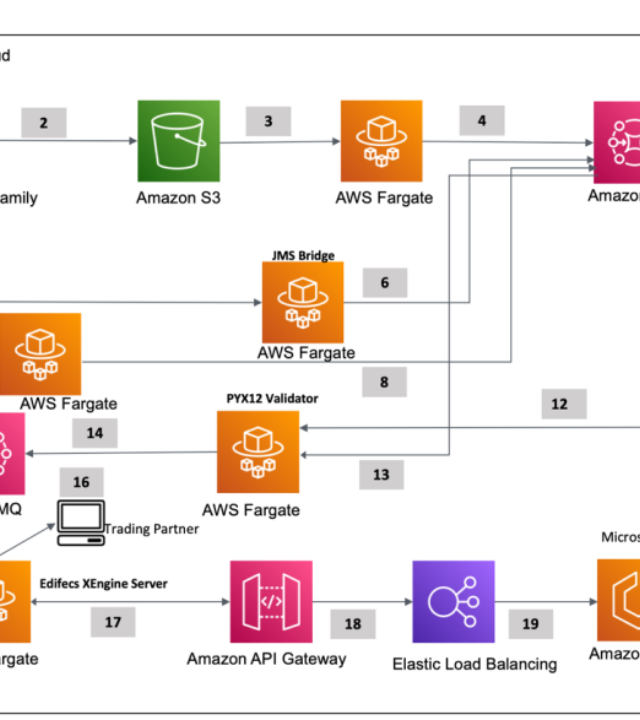 ud
2
3
4
amily
Amazon S3
AWS Fargate
Amazon
JMS Bridge
6
AWS Fargate
8
AWS Fargate
PYX12 Validator
12
14
13
16
MQ
AWS Fargate
Trading Partner
Micros
Edifecs XEngine Server
17
18
19
argate
Amazon API Gateway
Elastic Load Balancing
Amazo